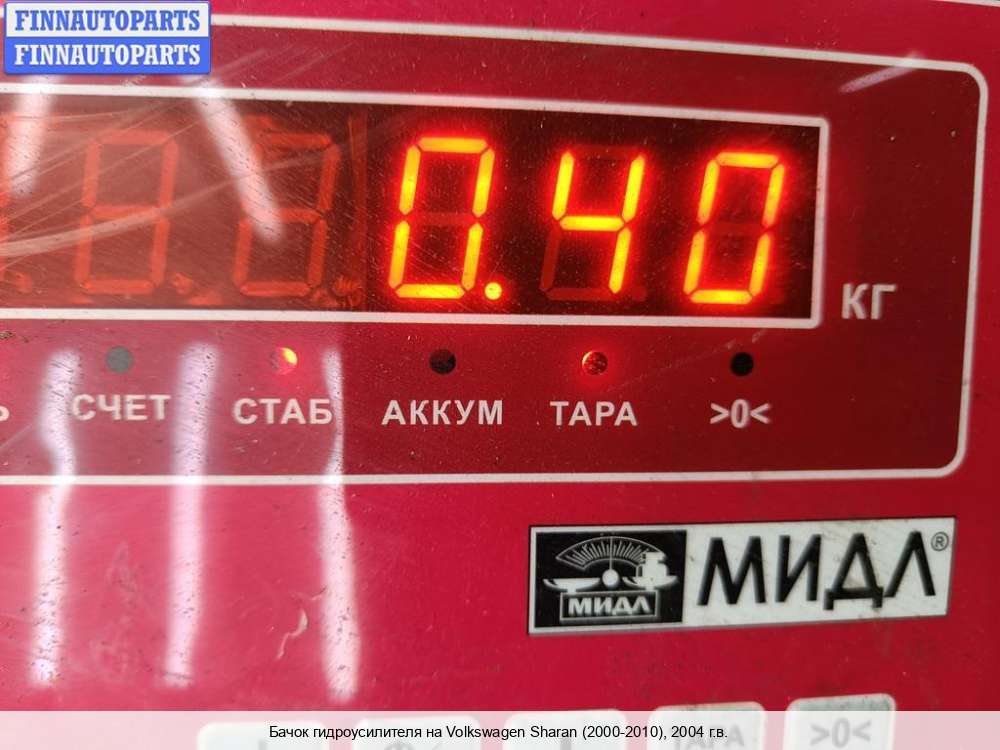 FINNAUTOPARTS
FINNAUTOPARTS
0.40
КГ
СЧЕТ СТАБ АККУМ ТАРА >0<
МИДЛ
МИДЛ®
ТАРА >0<
Бачок гидроусилителя на Volkswagen Sharan (2000-2010), 2004 г.в.